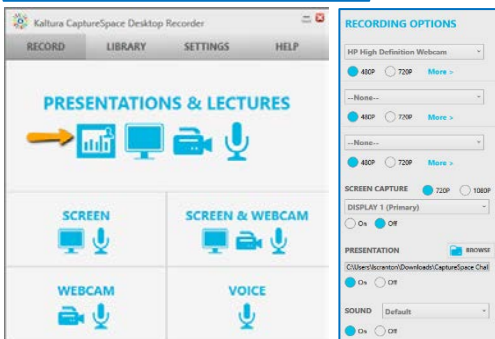 Kaltura CaptureSpace Desktop Recorder
RECORD LIBRARY SETTINGS HELP
PRESENTATIONS & LECTURES
SCREEN
SCREEN & WEBCAM
WEBCAM
VOICE
RECORDING OPTIONS
HP High Definition Webcam
480P 720P More >
--None--
480P 720P More >
--None--
480P 720P More >
SCREEN CAPTURE 720P 1080P
DISPLAY 1 (Primary)
On Off
PRESENTATION BROWSE
C:\Users\lscranton\Downloads\CaptureSpace Chall
On Off
SOUND Default
On Off